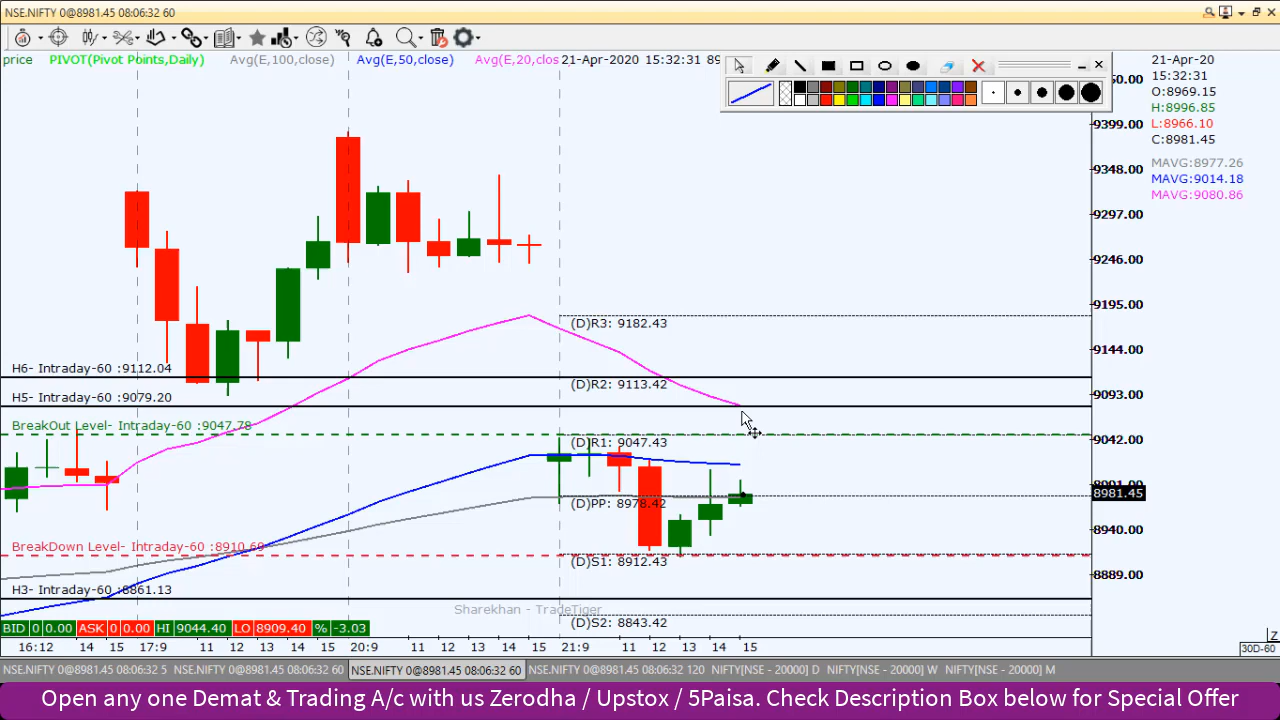 NSE.NIFTY 0@8981.45 08:06:32 60
price PIVOT(Pivot Points,Daily) Avg(E,100,close) Avg(E,50,close) Avg(E,20,clos 21-Apr-2020 15:32:31 89
21-Apr-20
15:32:31
O:8969.15
H:8996.85
L:8966.10
C:8981.45
MAVG:8977.26
MAVG:9014.18
MAVG:9080.86
50.00
9399.00
9348.00
9297.00
9246.00
9195.00
9144.00
9093.00
9042.00
8981.45
8940.00
8889.00
(D)R3: 9182.43
H6- Intraday-60 :9112.04
(D)R2: 9113.42
H5- Intraday-60 :9079.20
BreakOut Level- Intraday-60 :9047.78
(D)R1: 9047.43
(D)PP: 8978.42
BreakDown Level- Intraday-60 :8910.69
(D)S1: 8912.43
H3- Intraday-60 :8861.13
Sharekhan - TradeTiger
(D)S2: 8843.42
BID 0 0.00 ASK 0 0.00 HI 9044.40 LO 8909.40 % -3.03
Z
16:12 14 15 17:9 11 12 13 14 15 20:9 11 12 13 14 15 21:9 11 12 13 14 15
30D-60
NSE.NIFTY 0@8981.45 08:06:32 5 NSE.NIFTY 0@8981.45 08:06:32 60 NSE.NIFTY 0@8981.45 08:06:32 60 NSE.NIFTY 0@8981.45 08:06:32 120 NIFTY[NSE - 20000] D NIFTY[NSE - 20000] W NIFTY[NSE - 20000] M
Open any one Demat & Trading A/c with us Zerodha / Upstox / 5Paisa. Check Description Box below for Special Offer